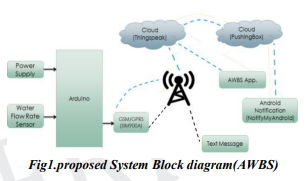 Cloud
(Thingspeak)
Cloud
(PushingBox)
Power
Supply
Arduino
AWBS App.
Water
Flow Rate
Sensor
GSM/GPRS
(SIM900A)
Android
Notification
(NotifyMyAndroid)
Text Message
Fig1.proposed System Block diagram(AWBS)